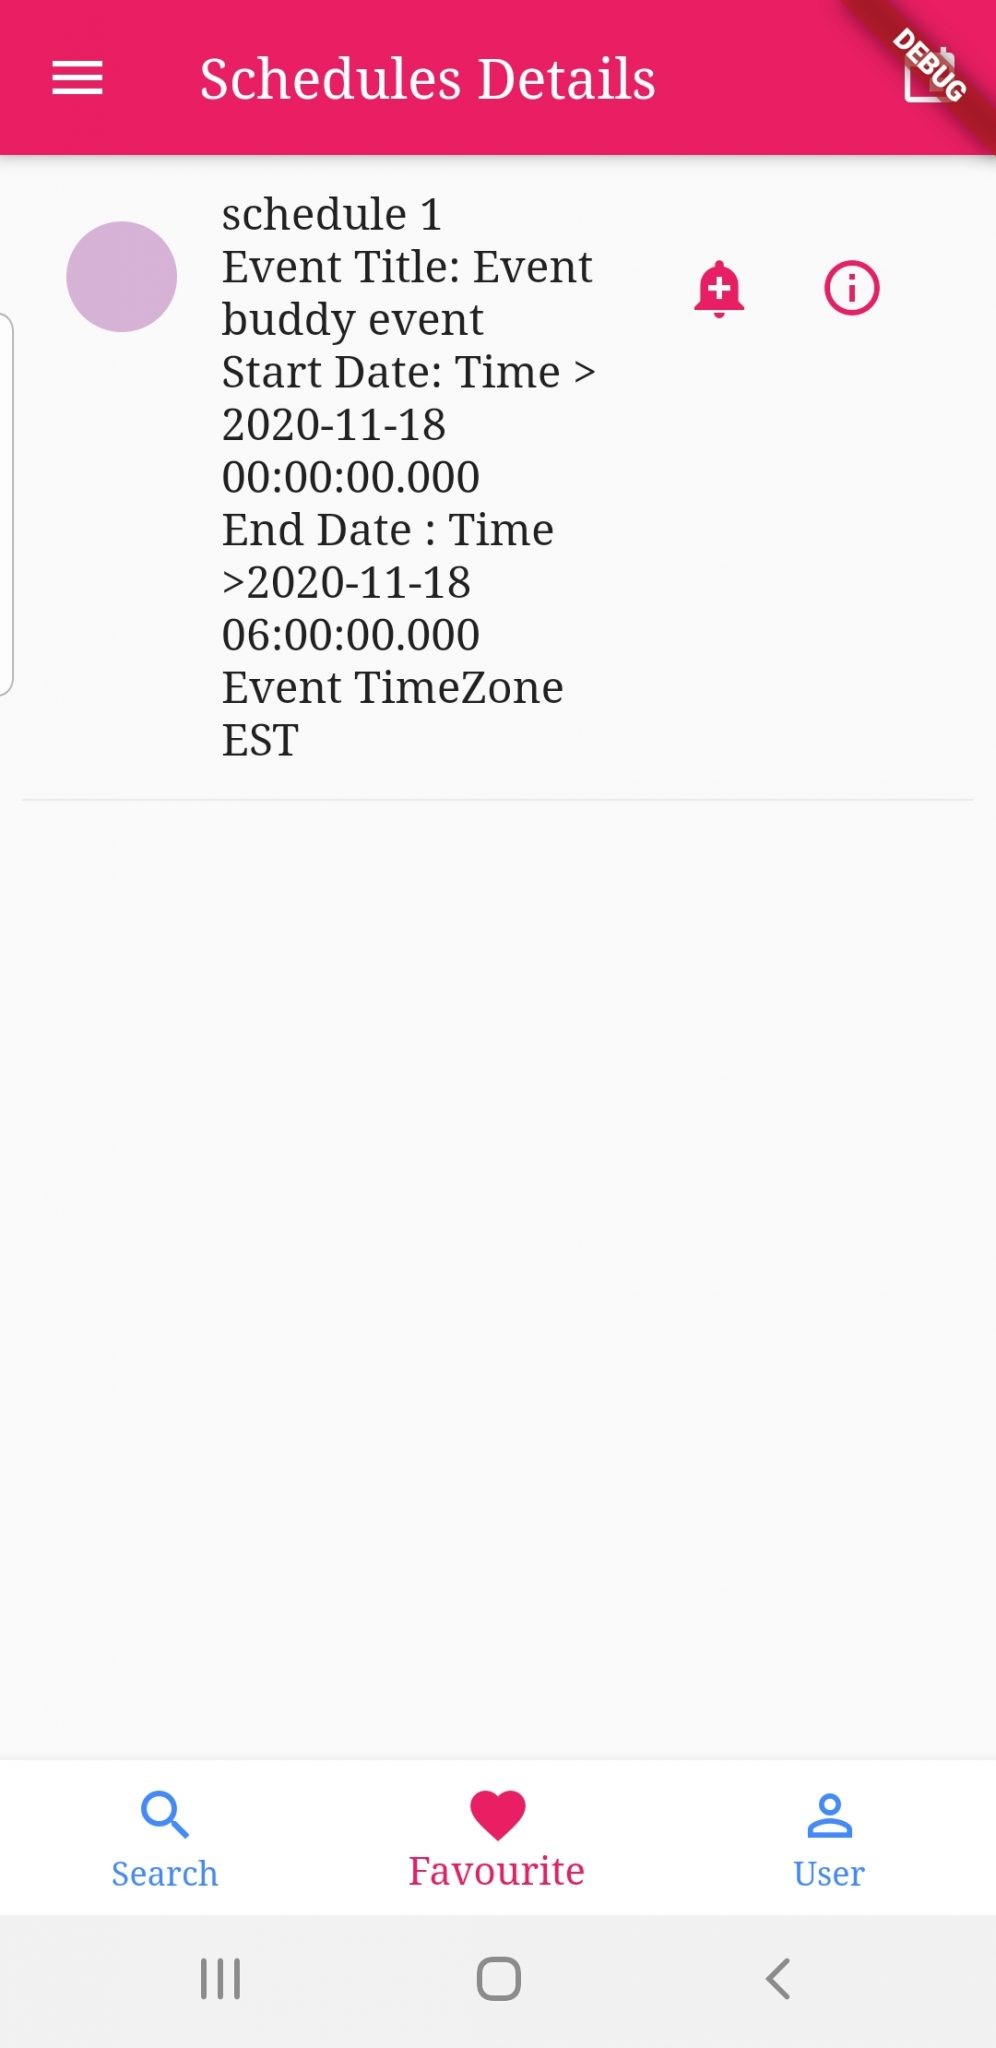 Schedules Details
DEBUG
schedule 1
Event Title: Event
buddy event
Start Date: Time >
2020-11-18
00:00:00.000
End Date : Time
>2020-11-18
06:00:00.000
Event TimeZone
EST
Search
Favourite
User